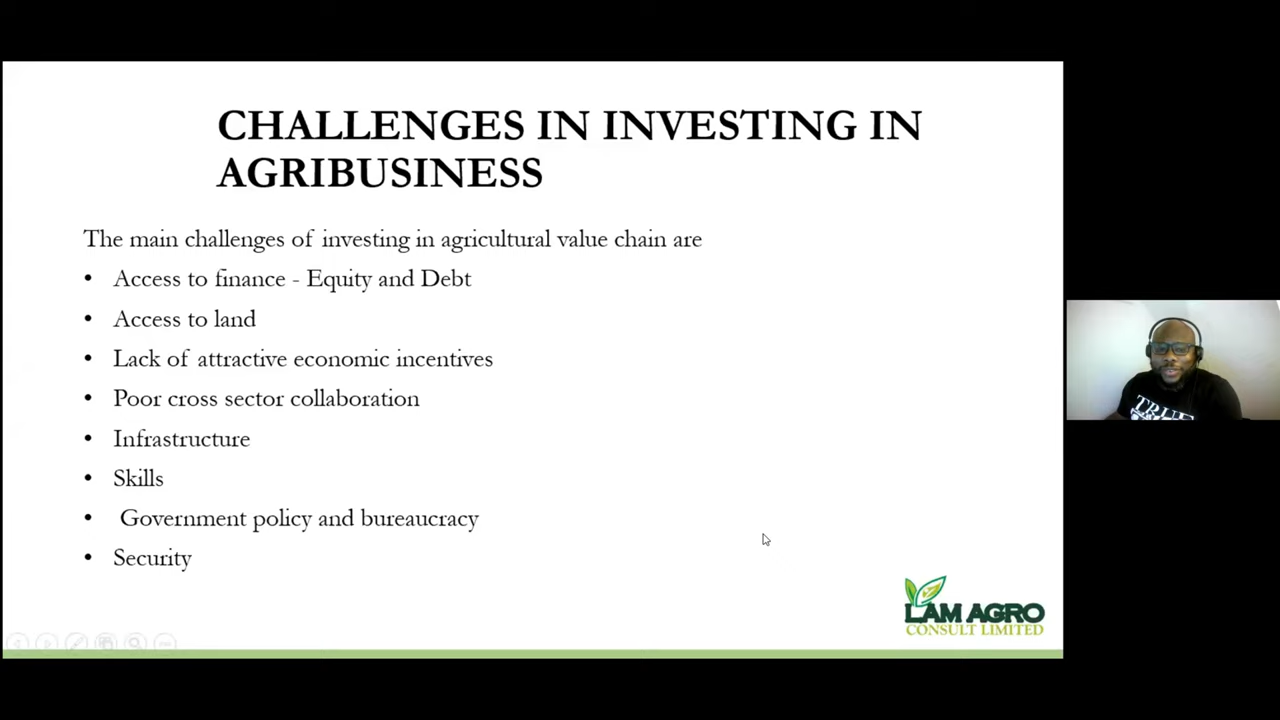 CHALLENGES IN INVESTING IN
AGRIBUSINESS
The main challenges of investing in agricultural value chain are
• Access to finance - Equity and Debt
• Access to land
• Lack of attractive economic incentives
• Poor cross sector collaboration
• Infrastructure
• Skills
• Government policy and bureaucracy
• Security
LAM AGRO
CONSULT LIMITED
TRUE